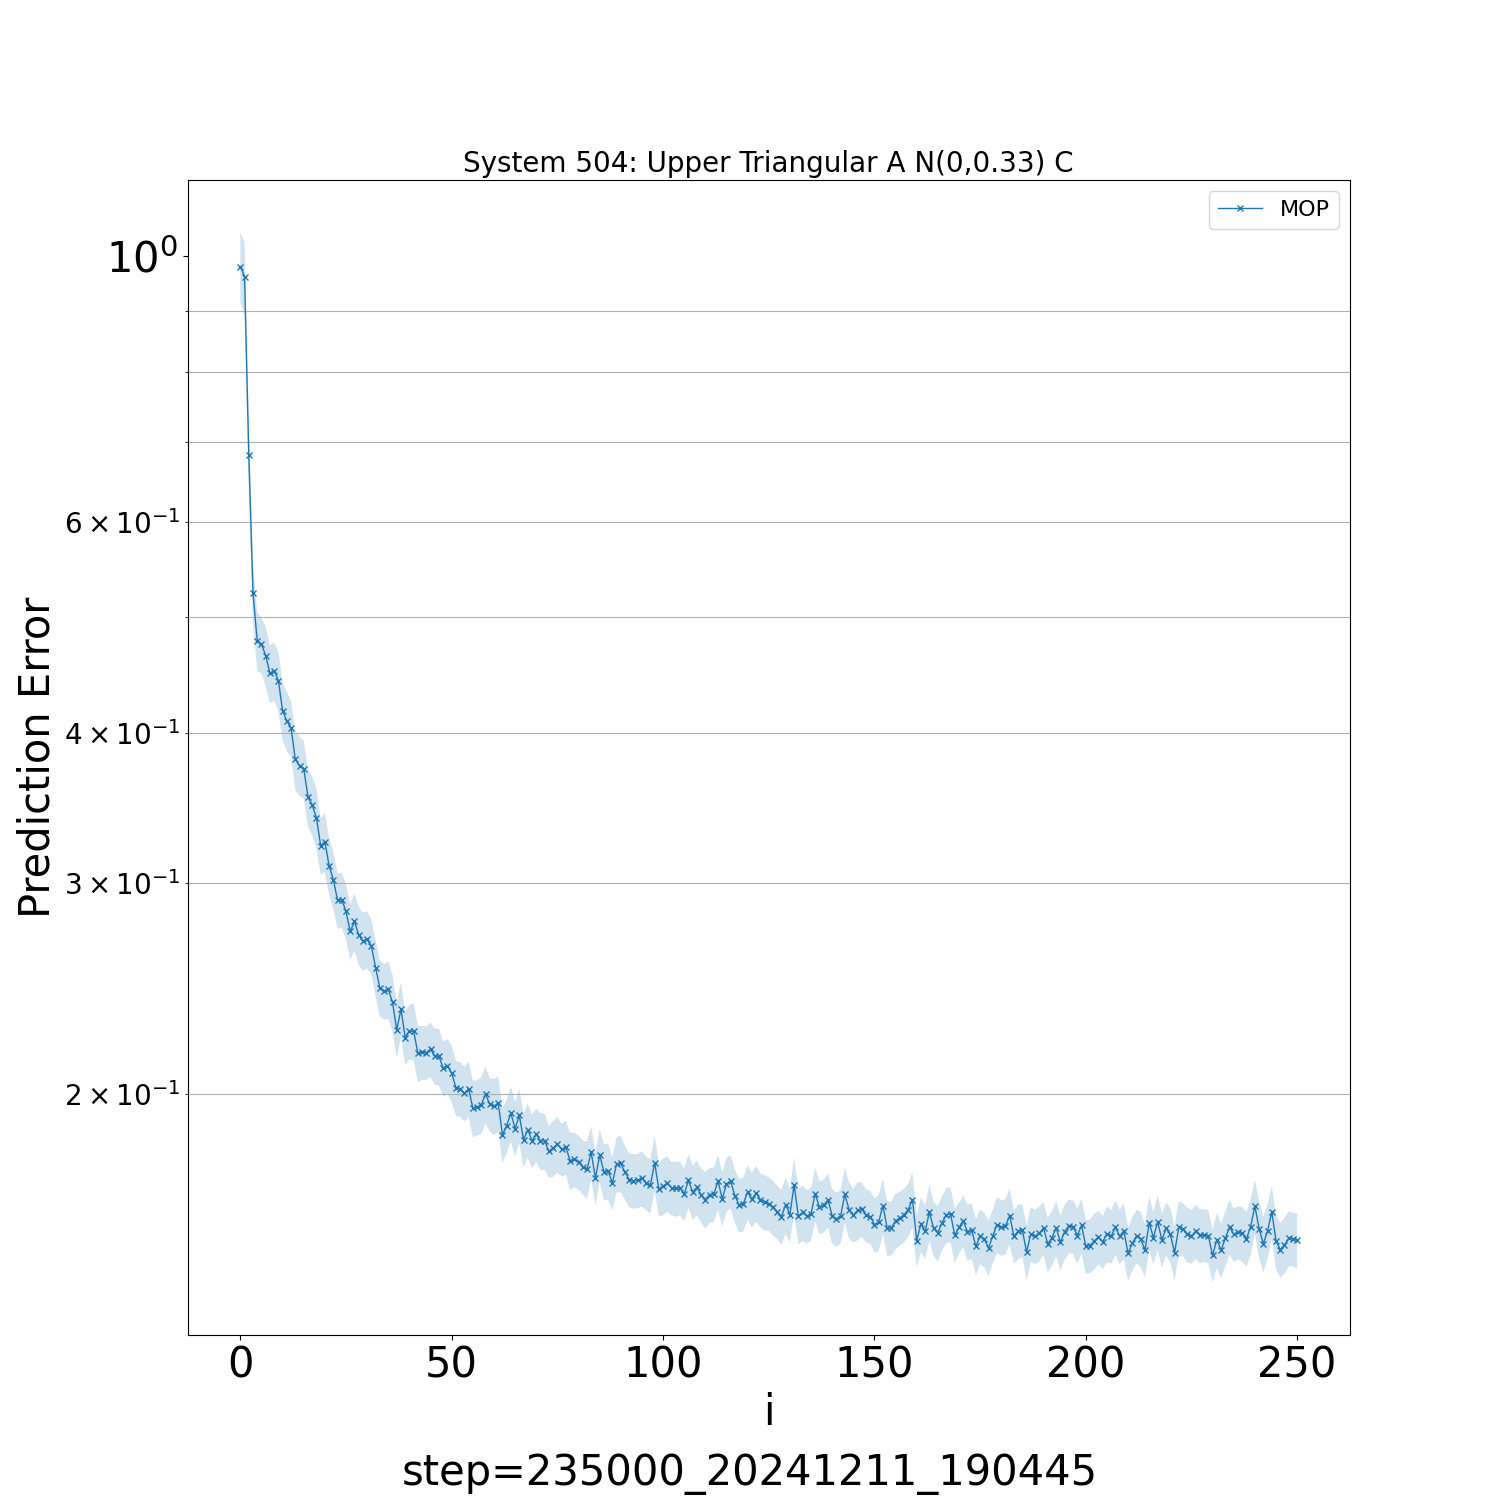 System 504: Upper Triangular A N(0,0.33) C
MOP
10⁰
6 × 10⁻¹
4 × 10⁻¹
3 × 10⁻¹
2 × 10⁻¹
Prediction Error
0 50 100 150 200 250
i
step=235000_20241211_190445